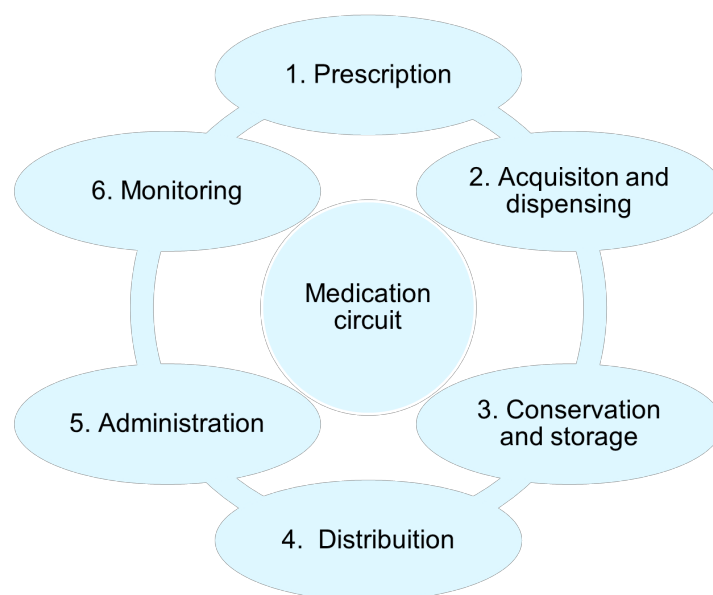 1. Prescription
2. Acquisiton and
dispensing
3. Conservation
and storage
4.  Distribuition
5. Administration
6. Monitoring
Medication
circuit